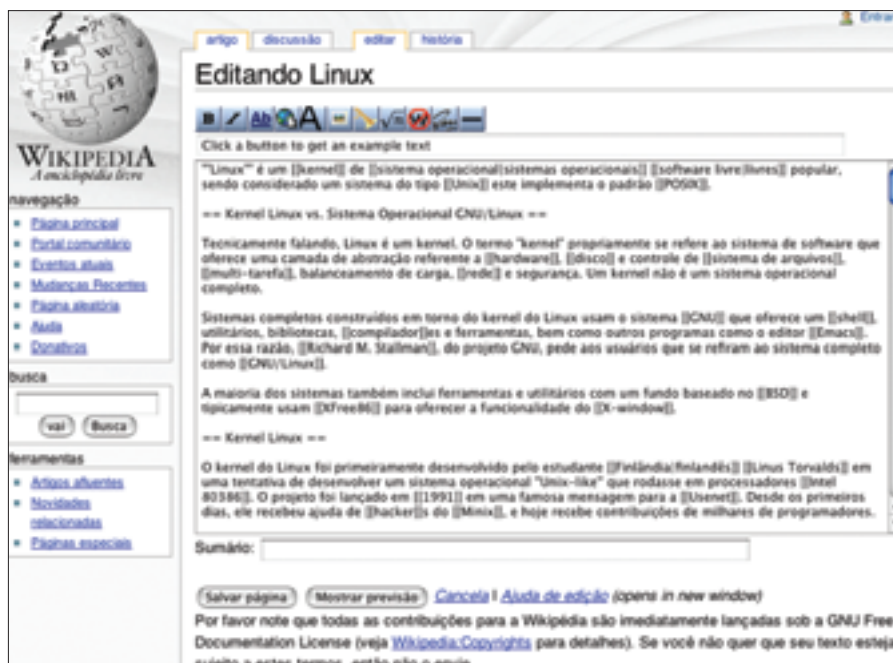 Entrar
artigo discussão editar história
WIKIPEDIA
A enciclopédia livre
Editando Linux
Click a button to get an example text
'''Linux''' é um [[kernel]] de [[sistema operacional|sistemas operacionais]] [[software livre|livres]] popular,
sendo considerado um sistema do tipo [[Unix]] este implementa o padrão [[POSIX]].
== Kernel Linux vs. Sistema Operacional GNU/Linux ==
Tecnicamente falando, Linux é um kernel. O termo "kernel" propriamente se refere ao sistema de software que
oferece uma camada de abstração referente a [[hardware]], [[disco]] e controle de [[sistema de arquivos]],
[[multi-tarefa]], balanceamento de carga, [[rede]] e segurança. Um kernel não é um sistema operacional
completo.
Sistemas completos construídos em torno do kernel do Linux usam o sistema [[GNU]] que oferece um [[shell]],
utilitários, bibliotecas, [[compilador]]es e ferramentas, bem como outros programas como o editor [[Emacs]].
Por essa razão, [[Richard M. Stallman]], do projeto GNU, pede aos usuários que se refiram ao sistema completo
como [[GNU/Linux]].
A maioria dos sistemas também inclui ferramentas e utilitários com um fundo baseado no [[BSD]] e
tipicamente usam [[XFree86]] para oferecer a funcionalidade do [[X-window]].
== Kernel Linux ==
O kernel do Linux foi primeiramente desenvolvido pelo estudante [[Finlândia|finlandês]] [[Linus Torvalds]] em
uma tentativa de desenvolver um sistema operacional "Unix-like" que rodasse em processadores [[Intel
80386]]. O projeto foi lançado em [[1991]] em uma famosa mensagem para a [[Usenet]]. Desde os primeiros
dias, ele recebeu ajuda de [[hacker]]s do [[Minix]], e hoje recebe contribuições de milhares de programadores.
navegação
Página principal
Portal comunitário
Eventos atuais
Mudanças Recentes
Página aleatória
Ajuda
Donativos
busca
vai Busca
ferramentas
Artigos afluentes
Novidades
relacionadas
Páginas especiais
Sumário:
Salvar página Mostrar previsão Cancela | Ajuda de edição (opens in new window)
Por favor note que todas as contribuições para a Wikipédia são imediatamente lançadas sob a GNU Free
Documentation License (veja Wikipedia:Copyrights para detalhes). Se você não quer que seu texto esteja
sujeito a estes termos, então não o envie.